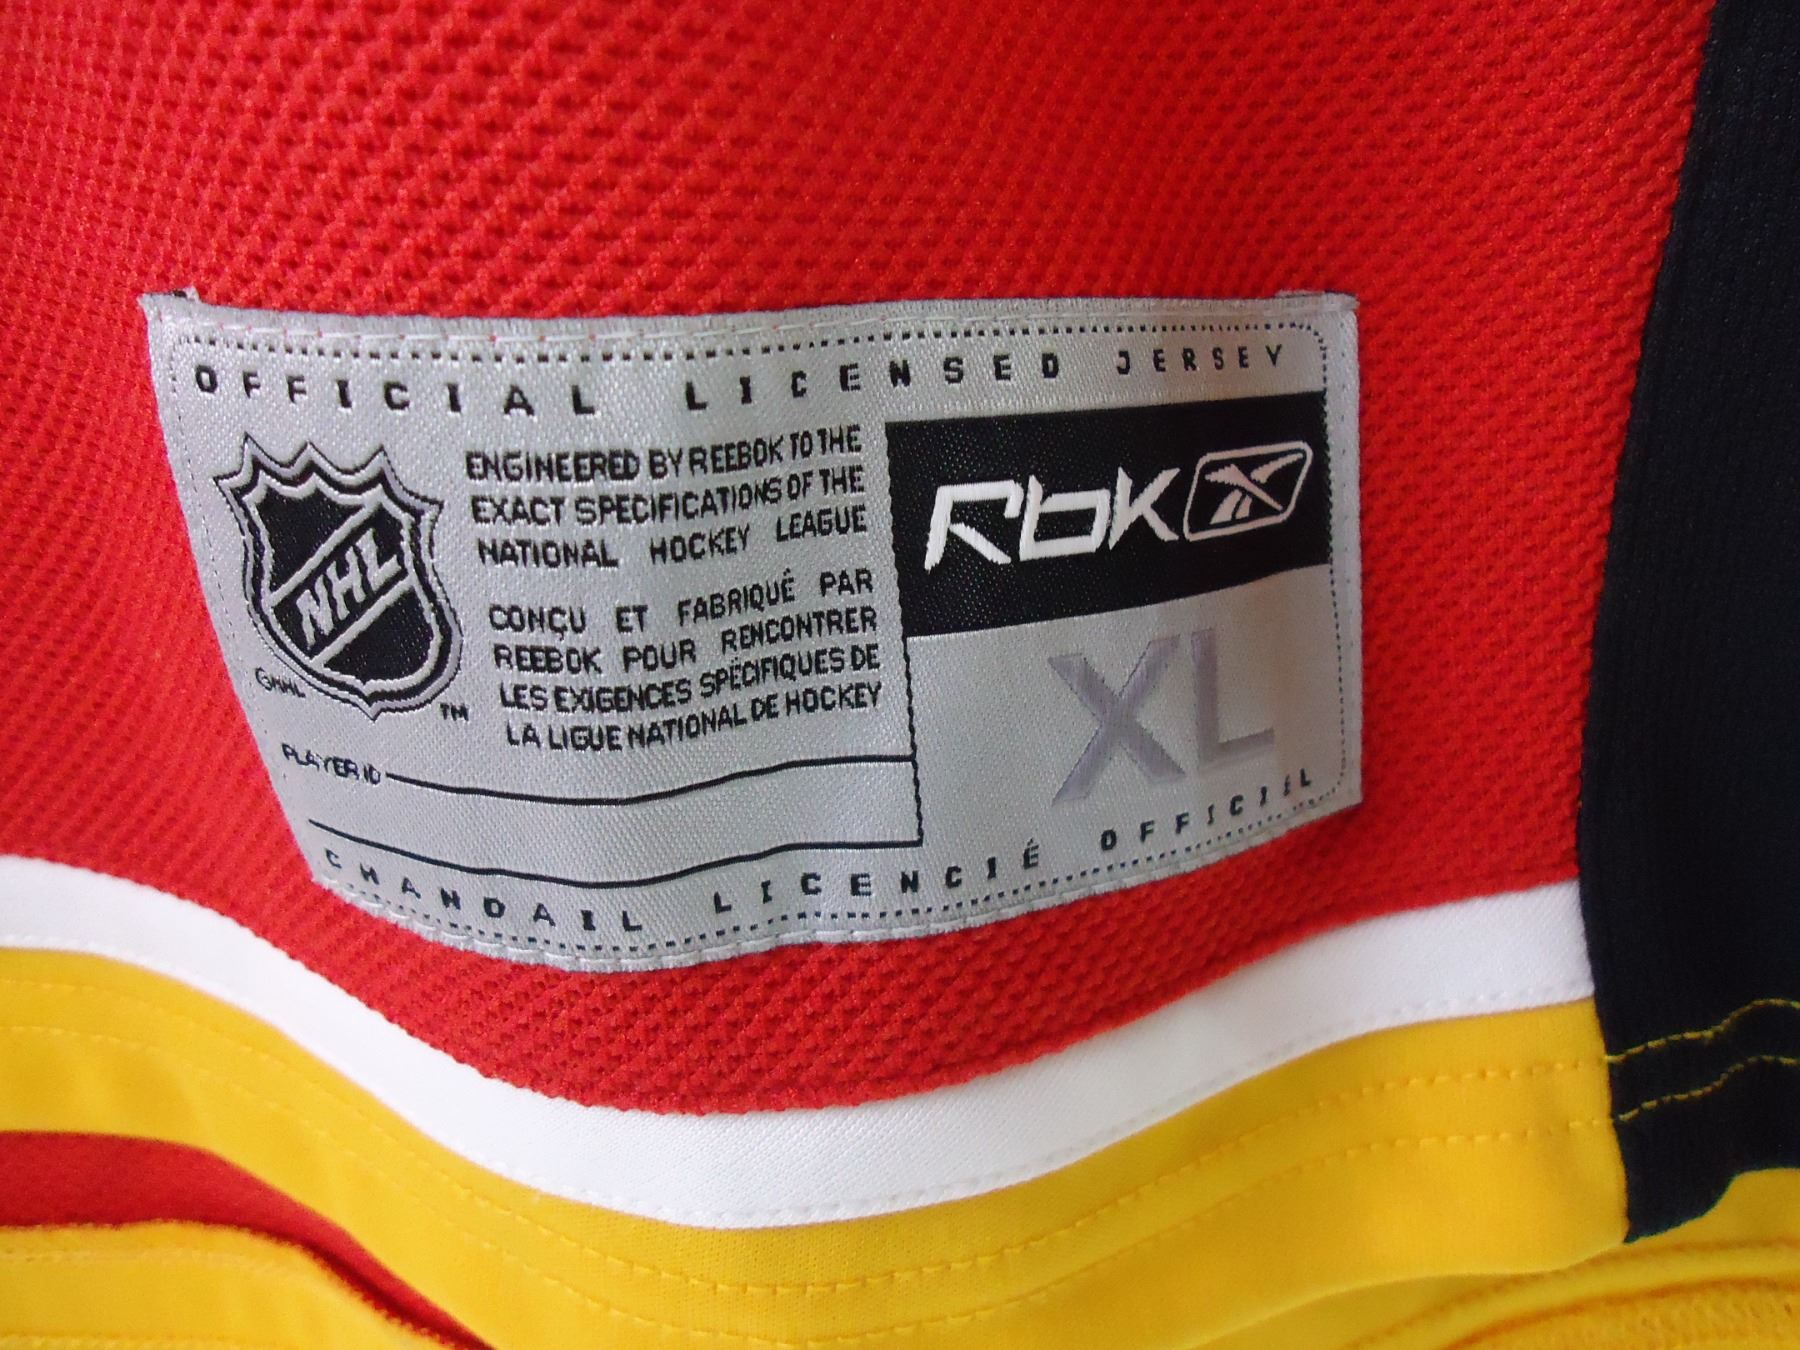 OFFICIAL LICENSED JERSEY
NHL
©NHL
TM
ENGINEERED BY REEBOK TO THE
EXACT SPECIFICATIONS OF THE
NATIONAL HOCKEY LEAGUE
CONÇU ET FABRIQUÉ PAR
REEBOK POUR RENCONTRER
LES EXIGENCES SPÉCIFIQUES DE
LA LIGUE NATIONAL DE HOCKEY
Rbk
XL
PLAYER ID
CHANDAIL LICENCIÉ OFFICIEL